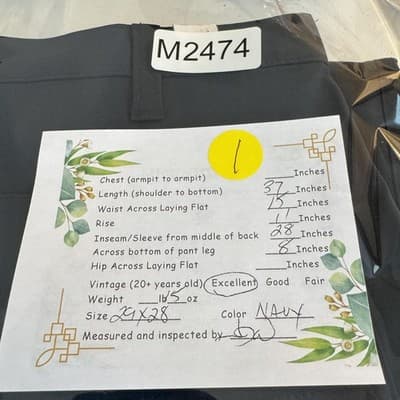 M2474
1
Chest (armpit to armpit) Inches
Length (shoulder to bottom) 37 Inches
Waist Across Laying Flat 15 Inches
Rise 11 Inches
Inseam/Sleeve from middle of back 28 Inches
Across bottom of pant leg 8 Inches
Hip Across Laying Flat Inches
Vintage (20+ years old) Excellent Good Fair
Weight lb 15 oz
Size 29x28 Color NAVY
Measured and inspected by